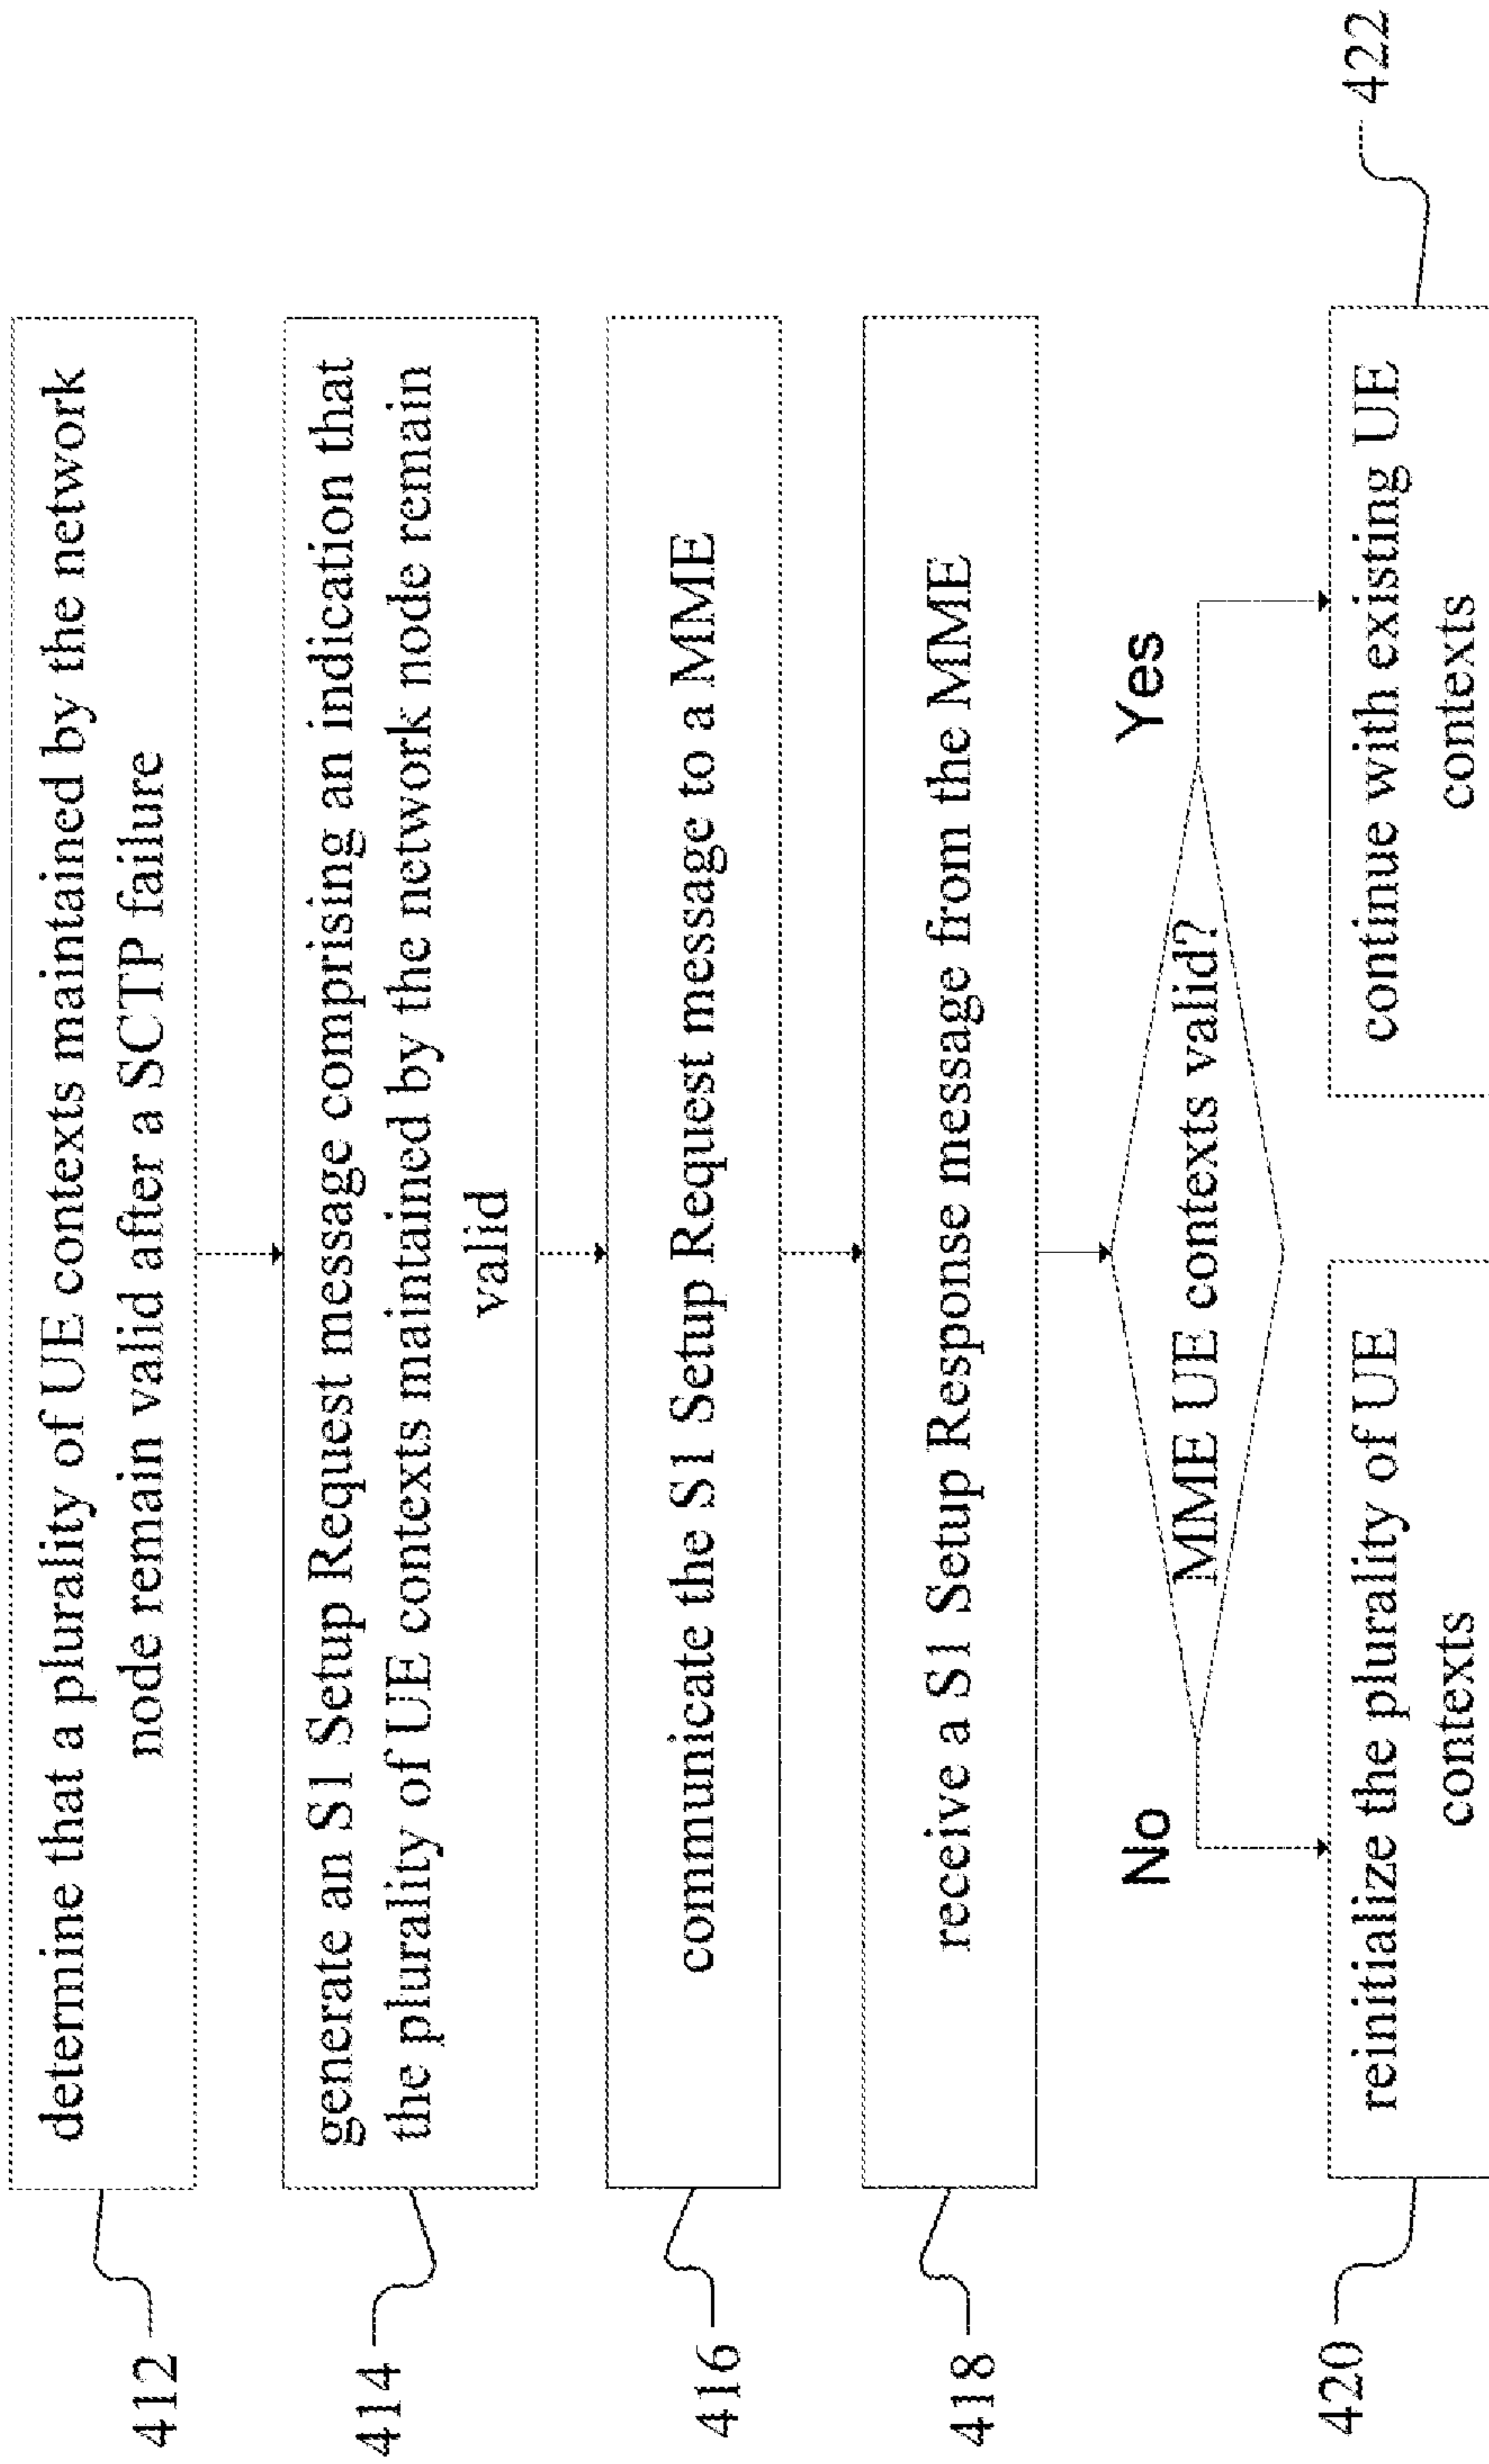 412
determine that a plurality of UE contexts maintained by the network
node remain valid after a SCTP failure
414
generate an S1 Setup Request message comprising an indication that
the plurality of UE contexts maintained by the network node remain
valid
416
communicate the S1 Setup Request message to a MME
418
receive a S1 Setup Response message from the MME
MME UE contexts valid?
No
Yes
420
reinitialize the plurality of UE
contexts
continue with existing UE
contexts
422